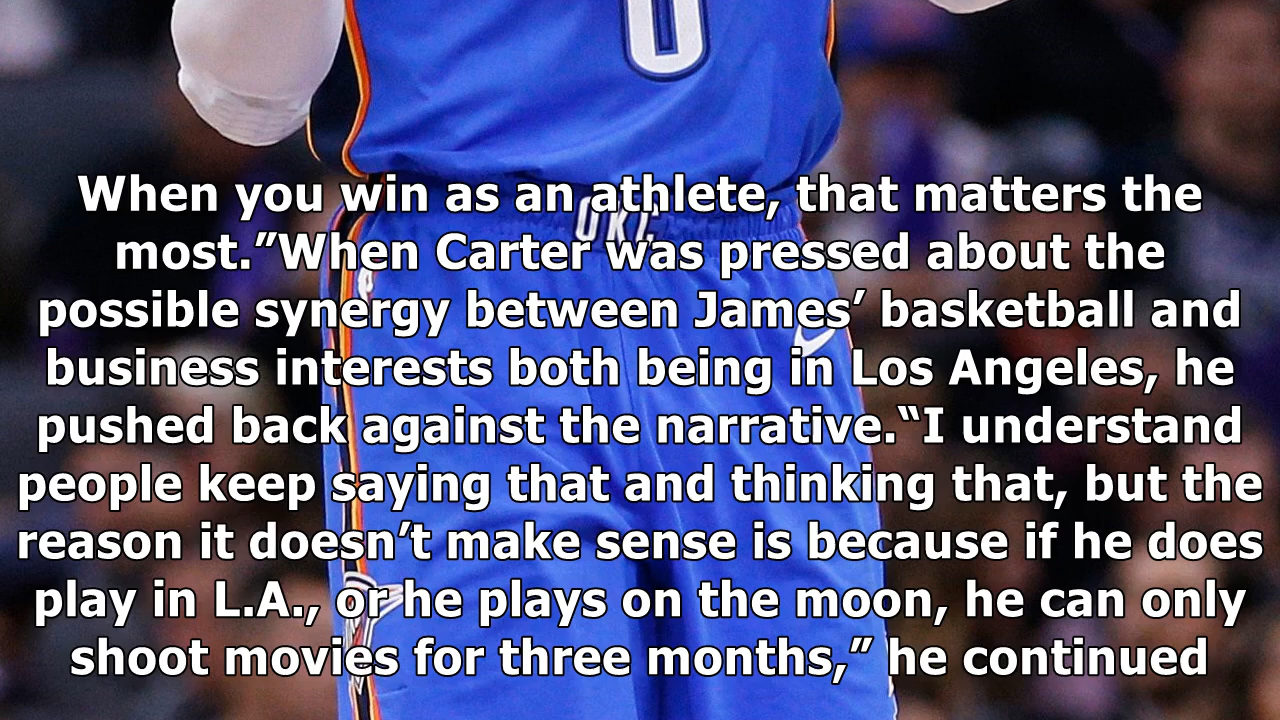 0
When you win as an athlete, that matters the
OKC
most.”When Carter was pressed about the
possible synergy between James’ basketball and
business interests both being in Los Angeles, he
pushed back against the narrative.“I understand
people keep saying that and thinking that, but the
reason it doesn’t make sense is because if he does
play in L.A., or he plays on the moon, he can only
shoot movies for three months,” he continued